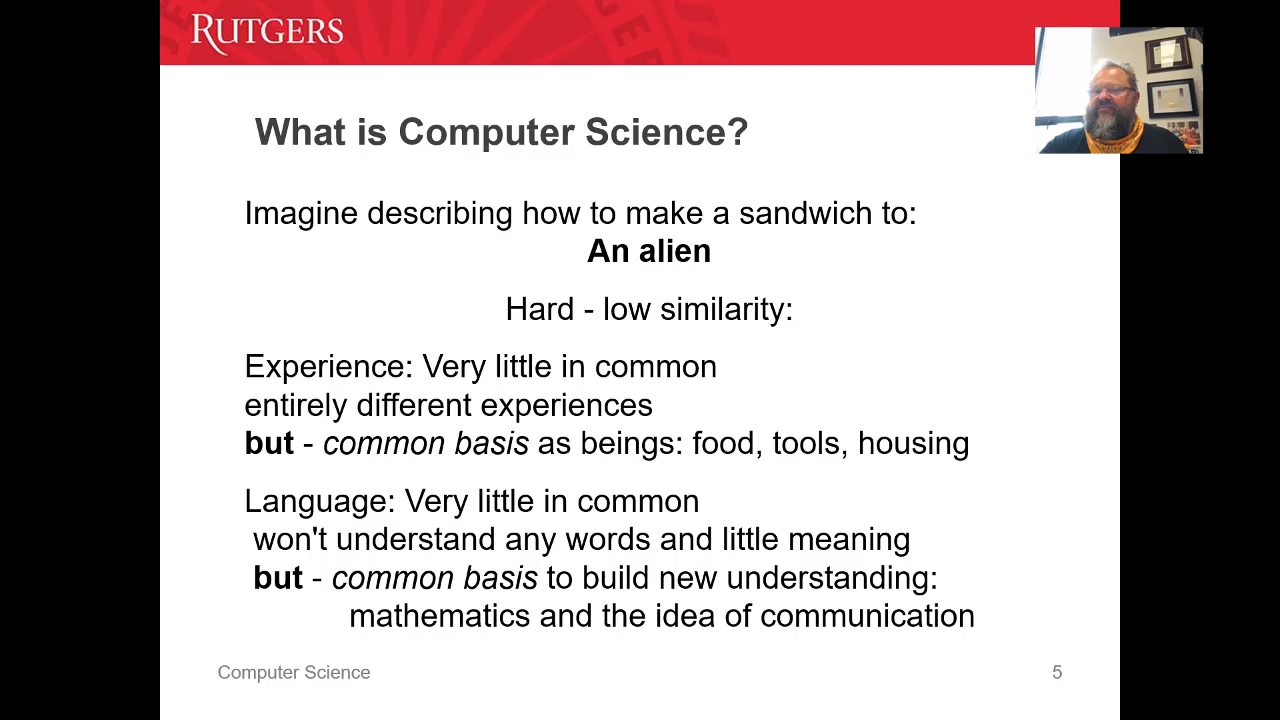 RUTGERS
What is Computer Science?
Imagine describing how to make a sandwich to:
An alien
Hard - low similarity:
Experience: Very little in common
entirely different experiences
but - common basis as beings: food, tools, housing
Language: Very little in common
won't understand any words and little meaning
but - common basis to build new understanding:
mathematics and the idea of communication
Computer Science
5